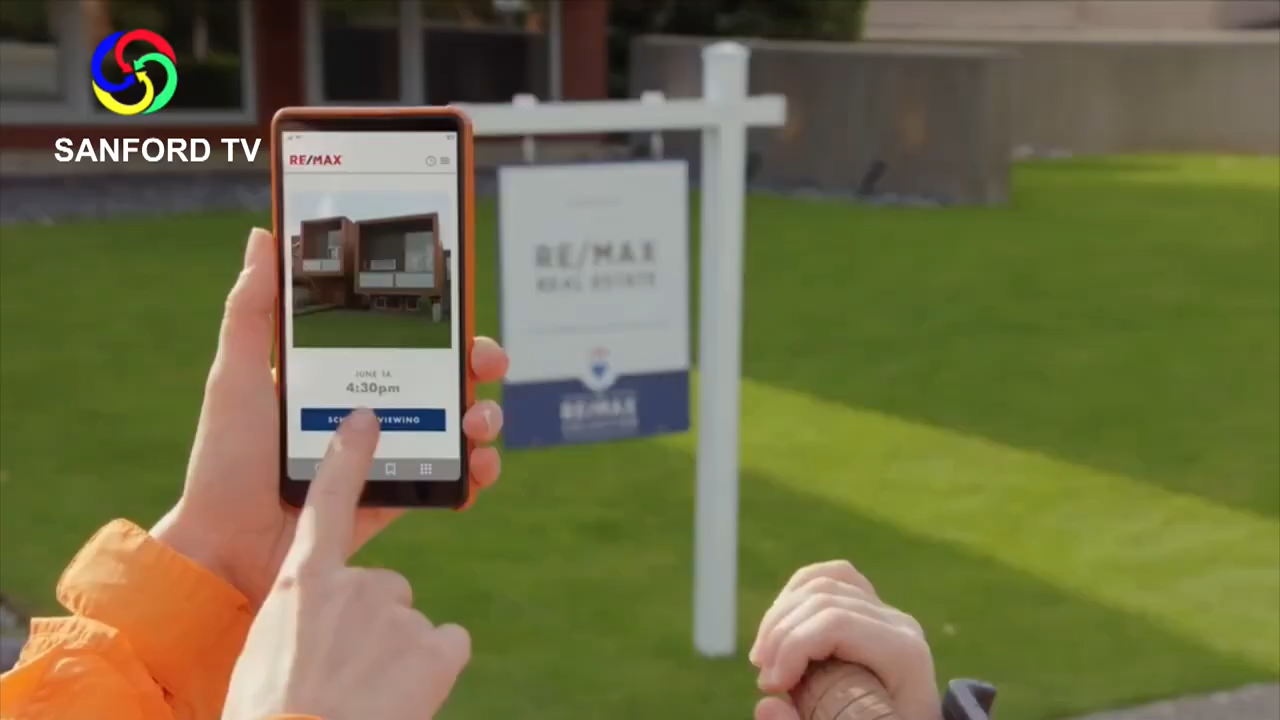 SANFORD TV
RE/MAX
JUNE 14
4:30pm
VIEWING
RE/MAX
REAL ESTATE
RE/MAX